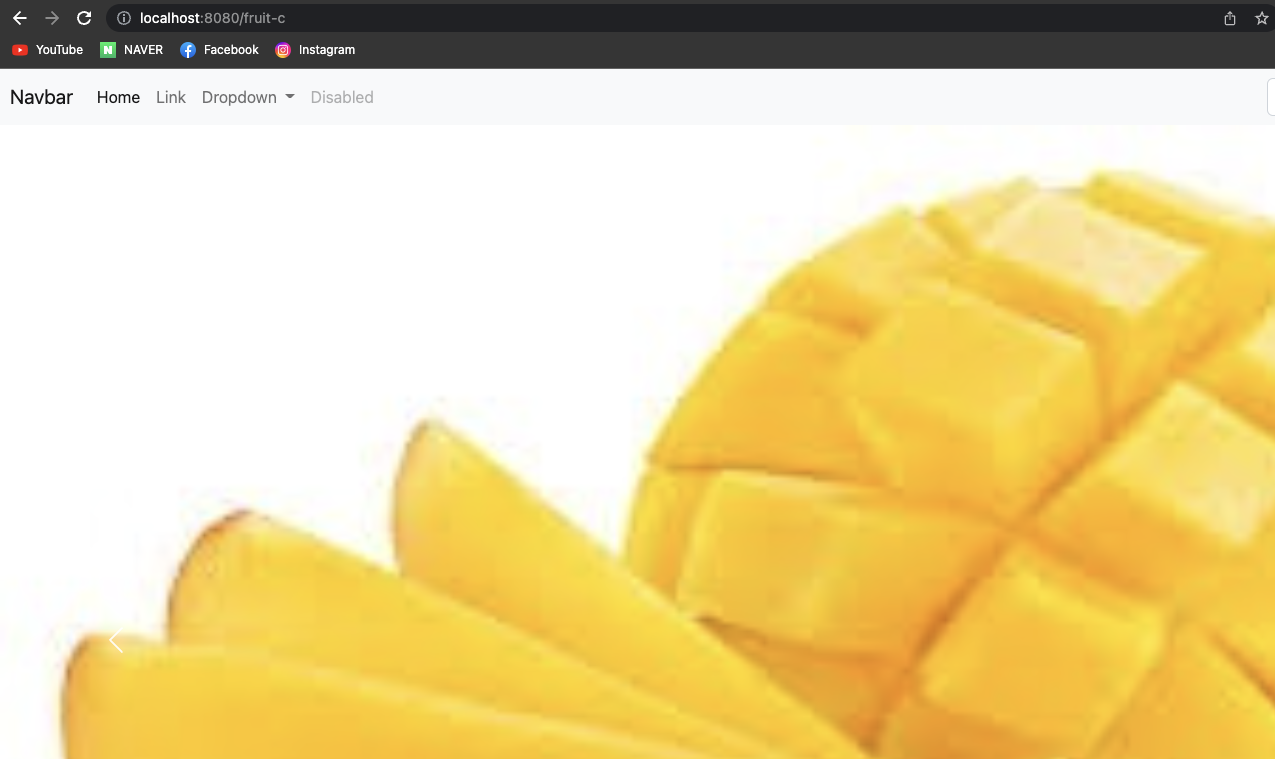 localhost:8080/fruit-c
YouTube NAVER Facebook Instagram
Navbar Home Link Dropdown Disabled